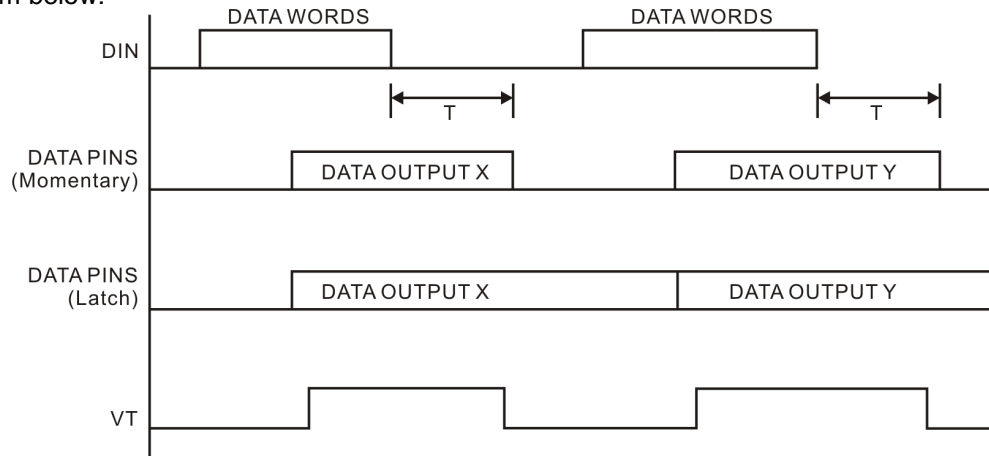 m below.
DATA WORDS DATA WORDS
DIN
T T
DATA PINS
(Momentary)
DATA OUTPUT X DATA OUTPUT Y
DATA PINS
(Latch)
DATA OUTPUT X DATA OUTPUT Y
VT